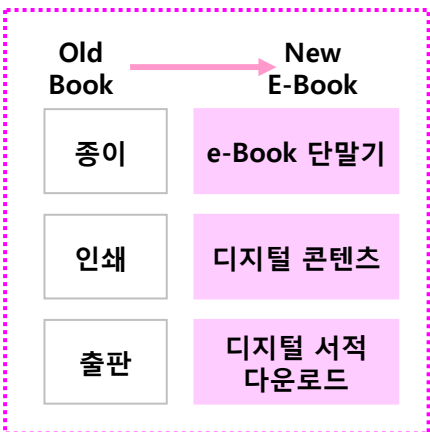 Old
Book
New
E-Book
종이
e-Book 단말기
인쇄
디지털 콘텐츠
출판
디지털 서적
다운로드